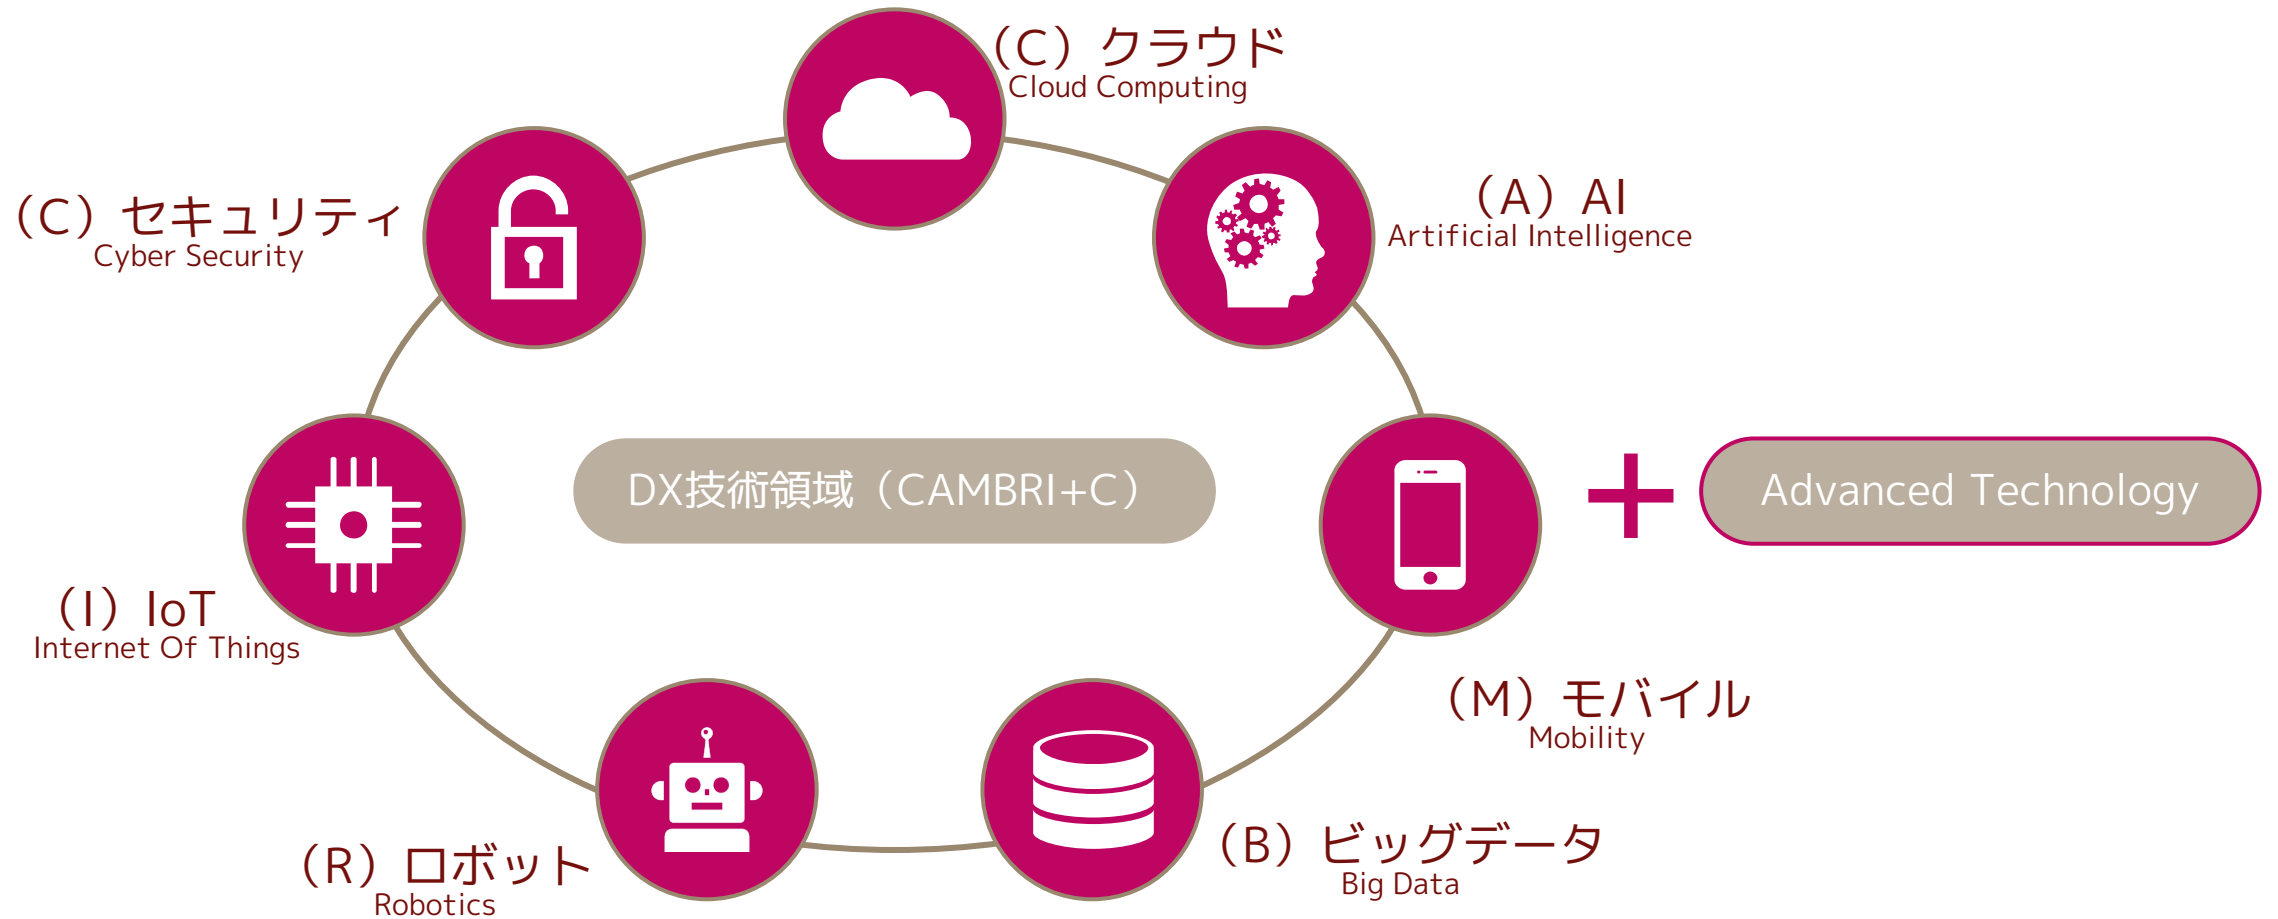 （C）クラウド
Cloud Computing
（A）AI
Artificial Intelligence
（C）セキュリティ
Cyber Security
DX技術領域（CAMBRI+C）
+
Advanced Technology
（I）IoT
Internet Of Things
（M）モバイル
Mobility
（B）ビッグデータ
Big Data
（R）ロボット
Robotics